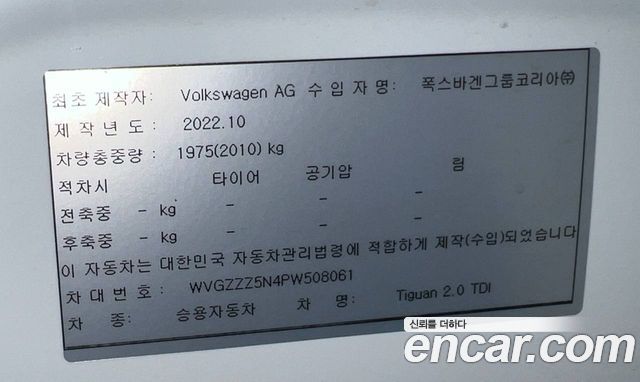 최초 제작자: Volkswagen AG 수 입 자 명: 폭스바겐그룹코리아㈜
제 작 년 도 : 2022.10
차량총중량: 1975(2010) kg
적차시 타이어 공기압 림
전축중 - kg - - -
후축중 - kg - - -
이 자동차는 대한민국 자동차관리법령에 적합하게 제작(수입)되었습니다
차 대 번 호 : WVGZZZ5N4PW508061
차 종: 승용자동차 차 명: Tiguan 2.0 TDI
신뢰를 더하다
encar.com